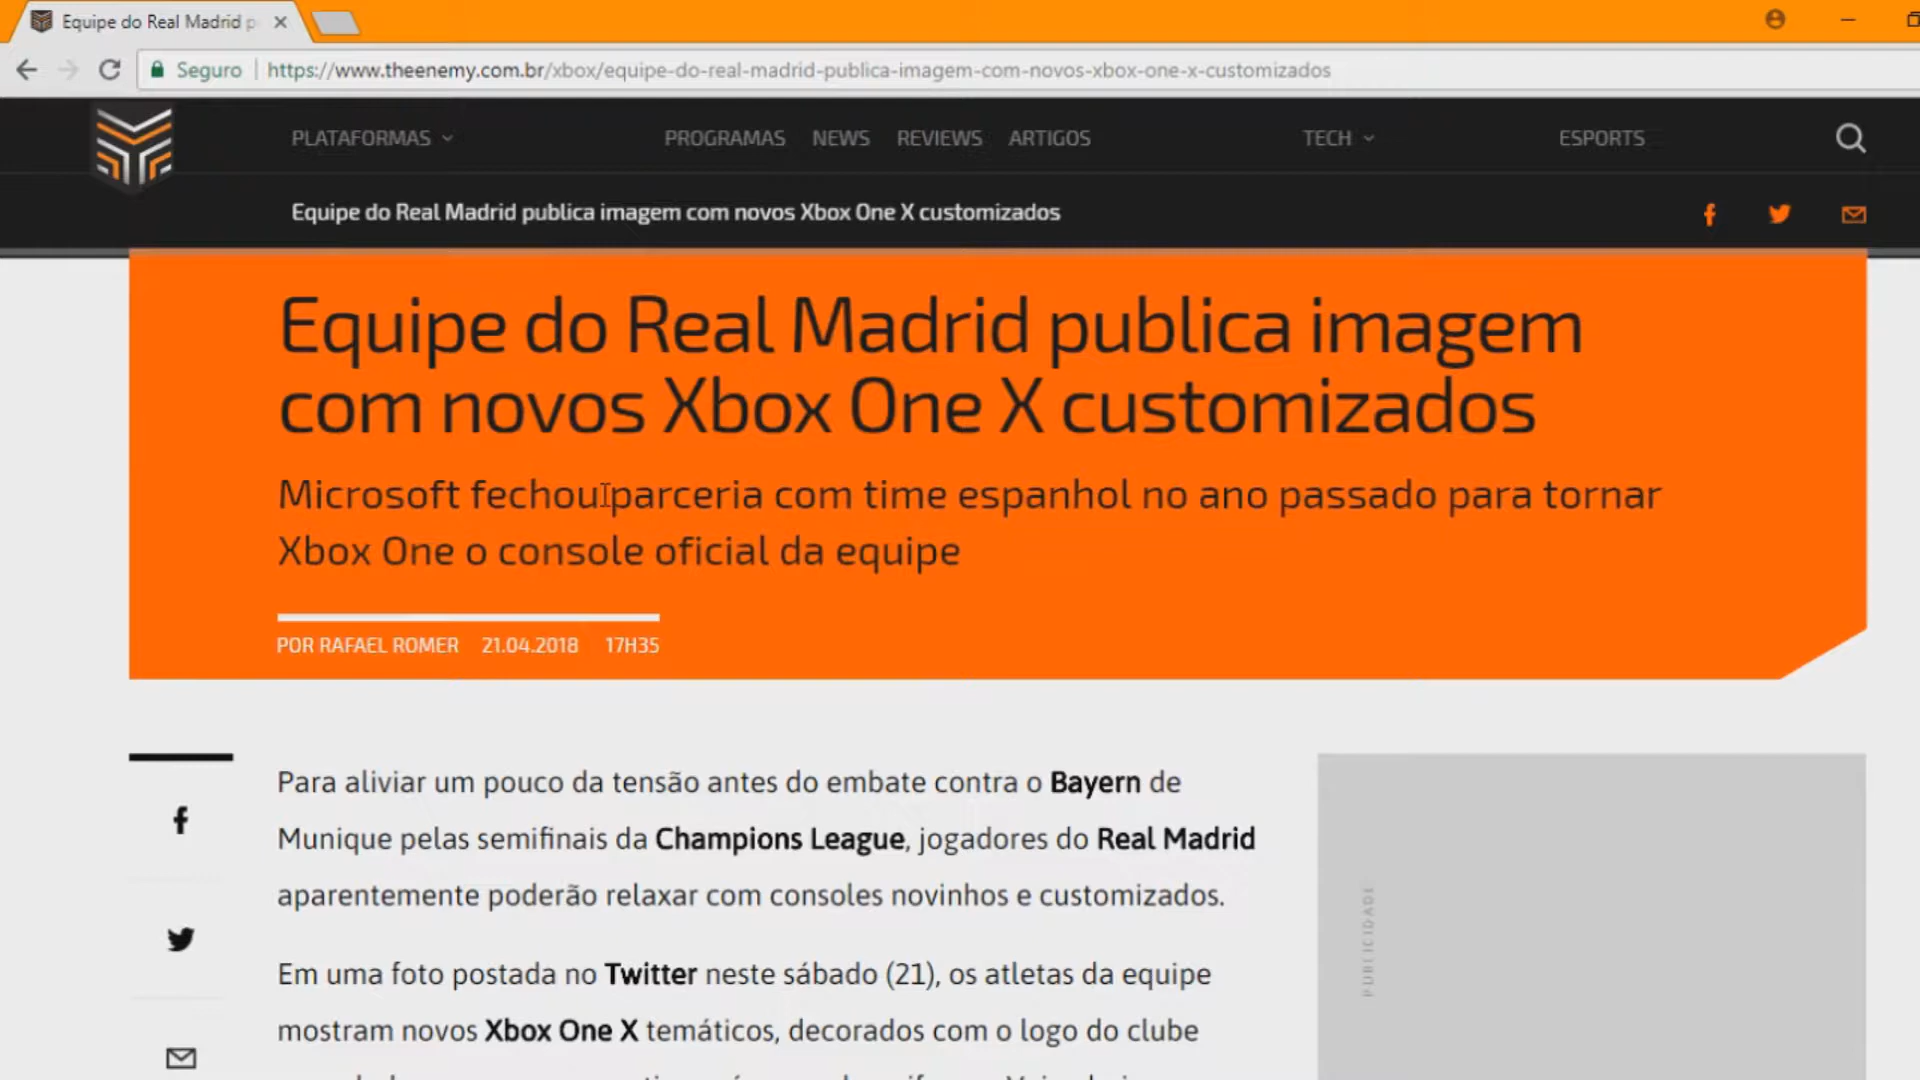 Equipe do Real Madrid p
Seguro https://www.theenemy.com.br/xbox/equipe-do-real-madrid-publica-imagem-com-novos-xbox-one-x-customizados
PLATAFORMAS PROGRAMAS NEWS REVIEWS ARTIGOS TECH ESPORTS
Equipe do Real Madrid publica imagem com novos Xbox One X customizados
Equipe do Real Madrid publica imagem
com novos Xbox One X customizados
Microsoft fechou parceria com time espanhol no ano passado para tornar
Xbox One o console oficial da equipe
POR RAFAEL ROMER 21.04.2018 17H35
Para aliviar um pouco da tensão antes do embate contra o Bayern de
Munique pelas semifinais da Champions League, jogadores do Real Madrid
aparentemente poderão relaxar com consoles novinhos e customizados.
Em uma foto postada no Twitter neste sábado (21), os atletas da equipe
mostram novos Xbox One X temáticos, decorados com o logo do clube
PUBLICIDADE